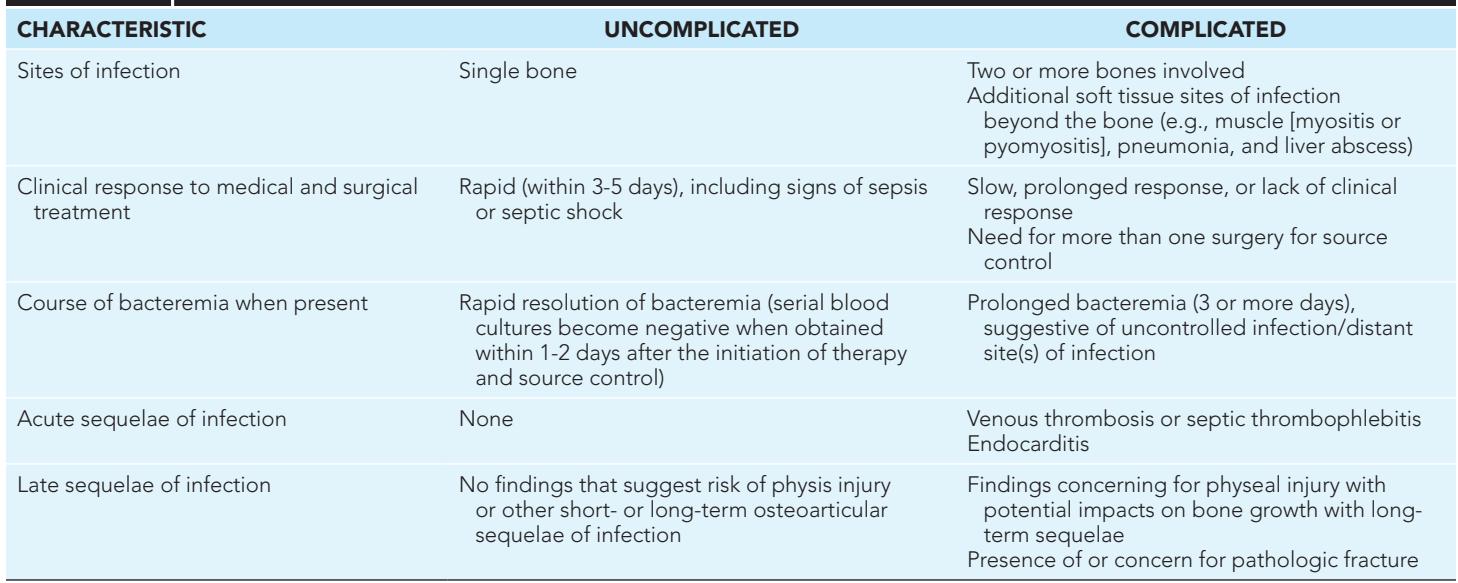 CHARACTERISTIC UNCOMPLICATED COMPLICATED
Sites of infection
Single bone
Two or more bones involved
Additional soft tissue sites of infection
beyond the bone (e.g., muscle [myositis or
pyomyositis], pneumonia, and liver abscess)
Clinical response to medical and surgical
treatment
Rapid (within 3-5 days), including signs of sepsis
or septic shock
Slow, prolonged response, or lack of clinical
response
Need for more than one surgery for source
control
Course of bacteremia when present
Rapid resolution of bacteremia (serial blood
cultures become negative when obtained
within 1-2 days after the initiation of therapy
and source control)
Prolonged bacteremia (3 or more days),
suggestive of uncontrolled infection/distant
site(s) of infection
Acute sequelae of infection
None
Venous thrombosis or septic thrombophlebitis
Endocarditis
Late sequelae of infection
No findings that suggest risk of physis injury
or other short- or long-term osteoarticular
sequelae of infection
Findings concerning for physeal injury with
potential impacts on bone growth with long-
term sequelae
Presence of or concern for pathologic fracture